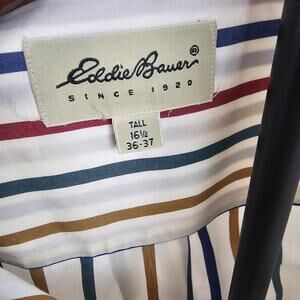 Eddie Bauer®
SINCE 1920
TALL
16½
36-37